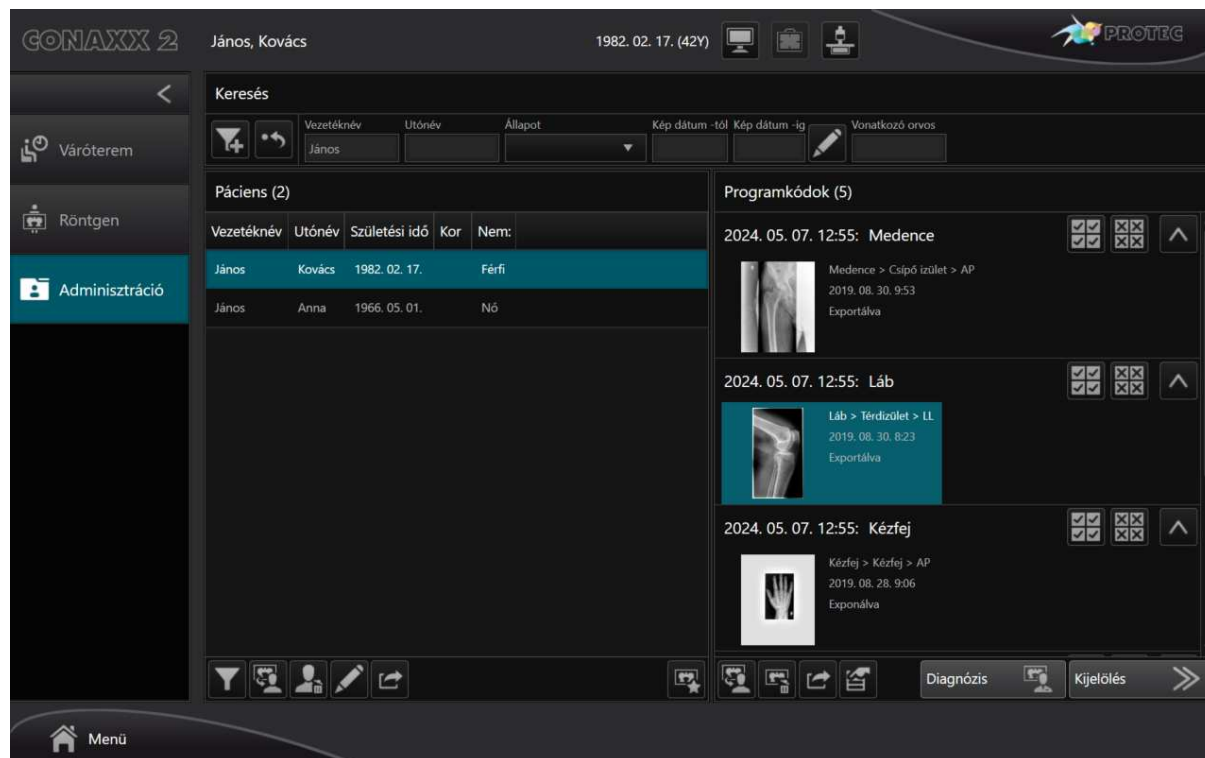 CONAXX 2
János, Kovács
1982. 02. 17. (42Y)
PROTEC
Váróterem
Röntgen
Adminisztráció
Keresés
Vezetéknév Utónév Állapot Kép dátum -tól Kép dátum -ig Vonatkozó orvos
János
Páciens (2)
Vezetéknév Utónév Születési idő Kor Nem:
János Kovács 1982. 02. 17. Férfi
János Anna 1966. 05. 01. Nő
Programkódok (5)
2024. 05. 07. 12:55: Medence
Medence > Csípő izület > AP
2019. 08. 30. 9:53
Exportálva
2024. 05. 07. 12:55: Láb
Láb > Térdizület > LL
2019. 08. 30. 8:23
Exportálva
2024. 05. 07. 12:55: Kézfej
Kézfej > Kézfej > AP
2019. 08. 28. 9:06
Exponálva
Diagnózis
Kijelölés
Menü